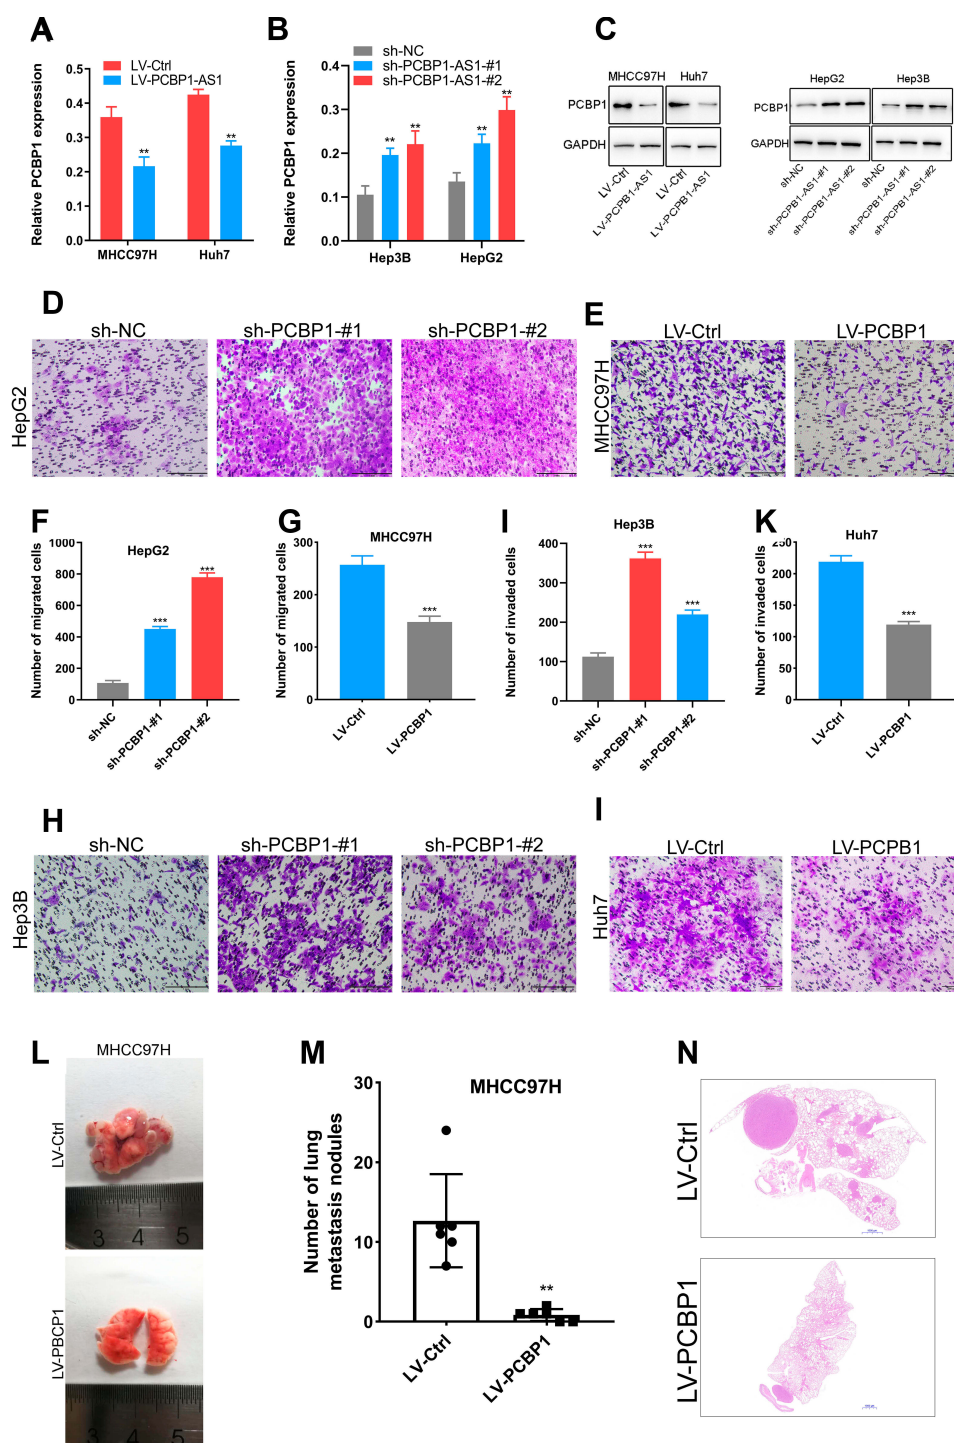 A
LV-Ctrl
LV-PCBP1-AS1
Relative PCBP1 expression
0.5
0.4
0.3
0.2
0.1
0.0
**
**
MHCC97H
Huh7
B
sh-NC
sh-PCBP1-AS1-#1
sh-PCBP1-AS1-#2
Relative PCBP1 expression
0.4
0.3
0.2
0.1
0.0
**
**
**
**
Hep3B
HepG2
C
MHCC97H
Huh7
PCBP1
GAPDH
LV-Ctrl
LV-PCPB1-AS1
LV-Ctrl
LV-PCPB1-AS1
HepG2
Hep3B
PCBP1
GAPDH
sh-NC
sh-PCPB1-AS1-#1
sh-PCPB1-AS1-#2
sh-NC
sh-PCPB1-AS1-#1
sh-PCPB1-AS1-#2
D
sh-NC
sh-PCBP1-#1
sh-PCBP1-#2
HepG2
E
LV-Ctrl
LV-PCBP1
MHCC97H
F
HepG2
Number of migrated cells
1000
800
600
400
200
0
***
***
sh-NC
sh-PCBP1-#1
sh-PCBP1-#2
G
MHCC97H
Number of migrated cells
300
200
100
0
***
LV-Ctrl
LV-PCBP1
I
Hep3B
Number of invaded cells
400
300
200
100
0
***
***
sh-NC
sh-PCBP1-#1
sh-PCBP1-#2
K
Huh7
Number of invaded cells
250
200
150
100
50
0
***
LV-Ctrl
LV-PCBP1
H
sh-NC
sh-PCBP1-#1
sh-PCBP1-#2
Hep3B
I
LV-Ctrl
LV-PCPB1
Huh7
L
MHCC97H
LV-Ctrl
3 4 5
LV-PBCP1
3 4 5
M
MHCC97H
Number of lung
metastasis nodules
30
20
10
0
**
LV-Ctrl
LV-PCBP1
N
LV-Ctrl
LV-PCBP1